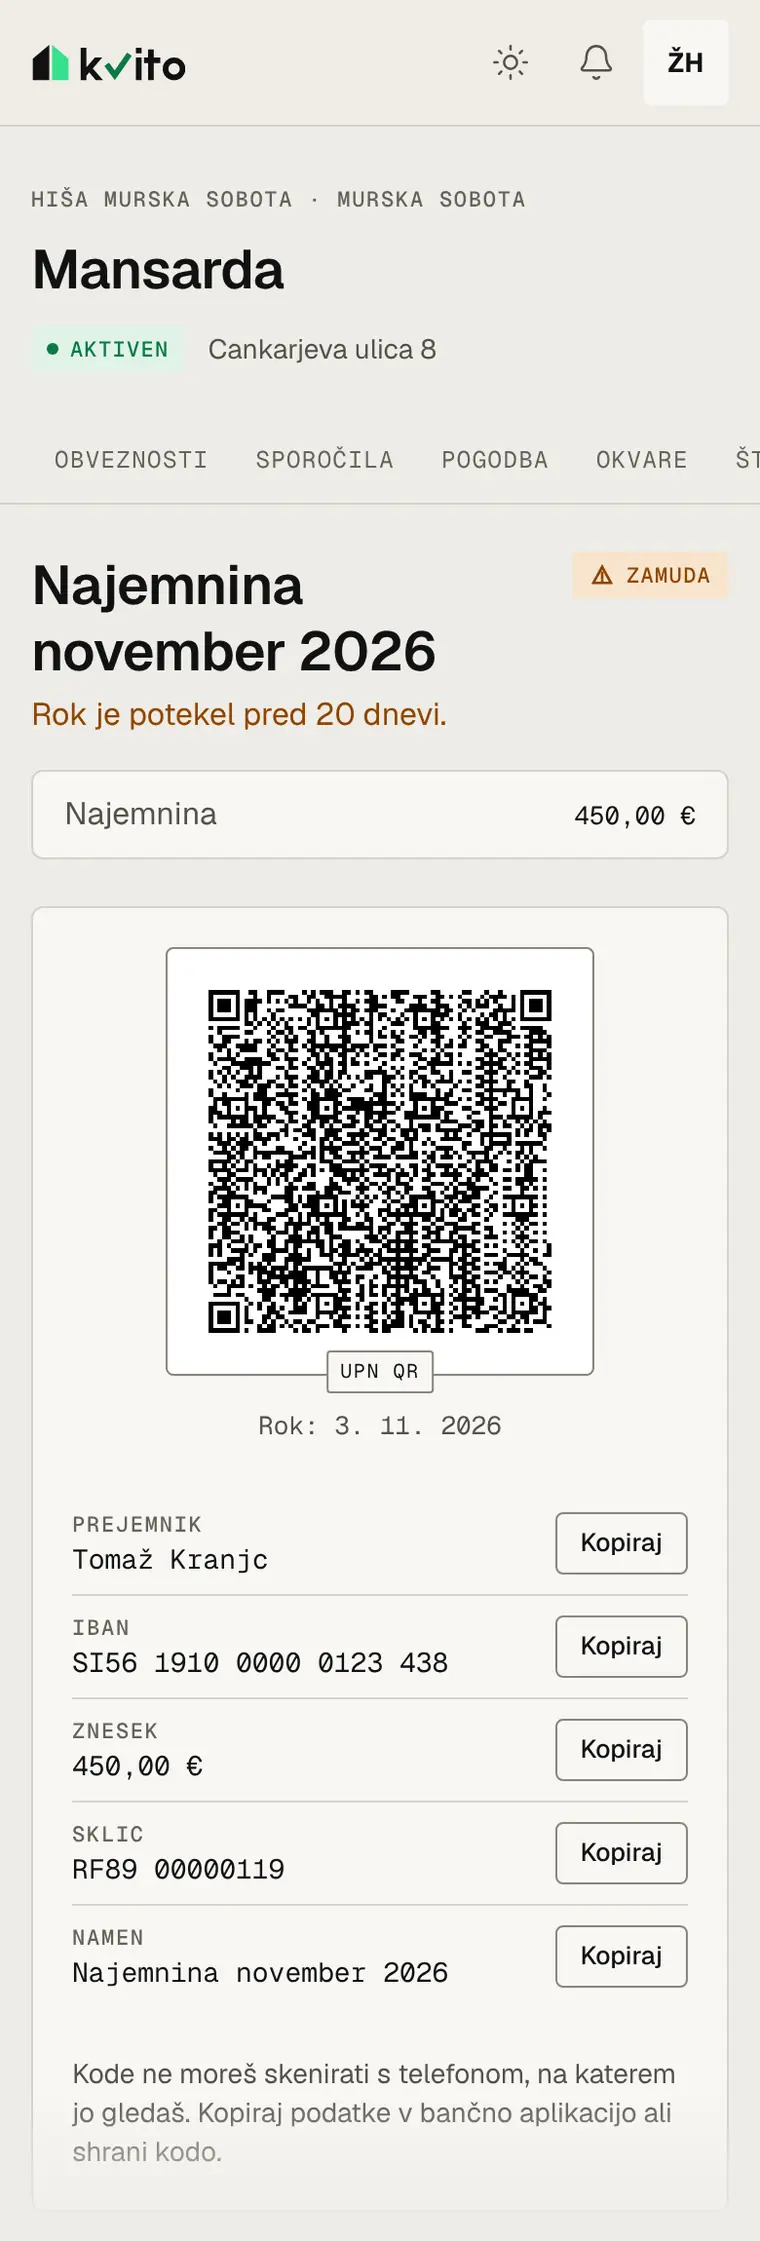 kvito
ŽH
HIŠA MURSKA SOBOTA · MURSKA SOBOTA
Mansarda
AKTIVEN
Cankarjeva ulica 8
OBVEZNOSTI SPOROČILA POGODBA OKVARE ŠT
Najemnina
november 2026
ZAMUDA
Rok je potekel pred 20 dnevi.
Najemnina 450,00 €
UPN QR
Rok: 3. 11. 2026
PREJEMNIK
Tomaž Kranjc
Kopiraj
IBAN
SI56 1910 0000 0123 438
Kopiraj
ZNESEK
450,00 €
Kopiraj
SKLIC
RF89 00000119
Kopiraj
NAMEN
Najemnina november 2026
Kopiraj
Kode ne moreš skenirati s telefonom, na katerem
jo gledaš. Kopiraj podatke v bančno aplikacijo ali
shrani kodo.